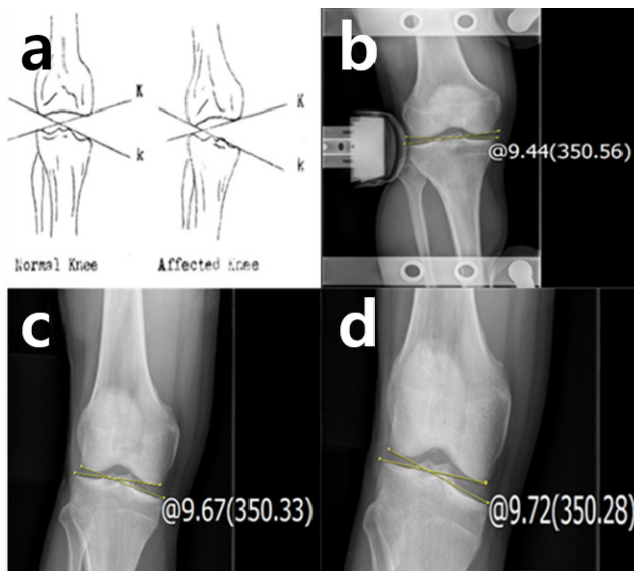 a
K
K
k
k
Normal Knee
Affected Knee
b
@9.44(350.56)
c
@9.67(350.33)
d
@9.72(350.28)